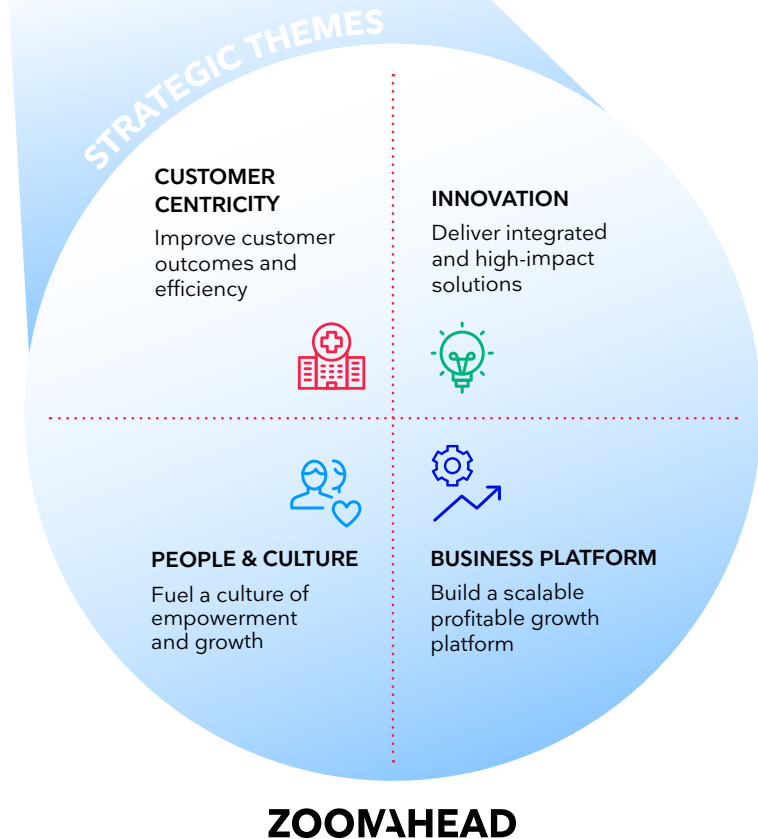 STRATEGIC THEMES
CUSTOMER
CENTRICITY
Improve customer
outcomes and
efficiency
INNOVATION
Deliver integrated
and high-impact
solutions
PEOPLE & CULTURE
Fuel a culture of
empowerment
and growth
BUSINESS PLATFORM
Build a scalable
profitable growth
platform
ZOOMAHEAD